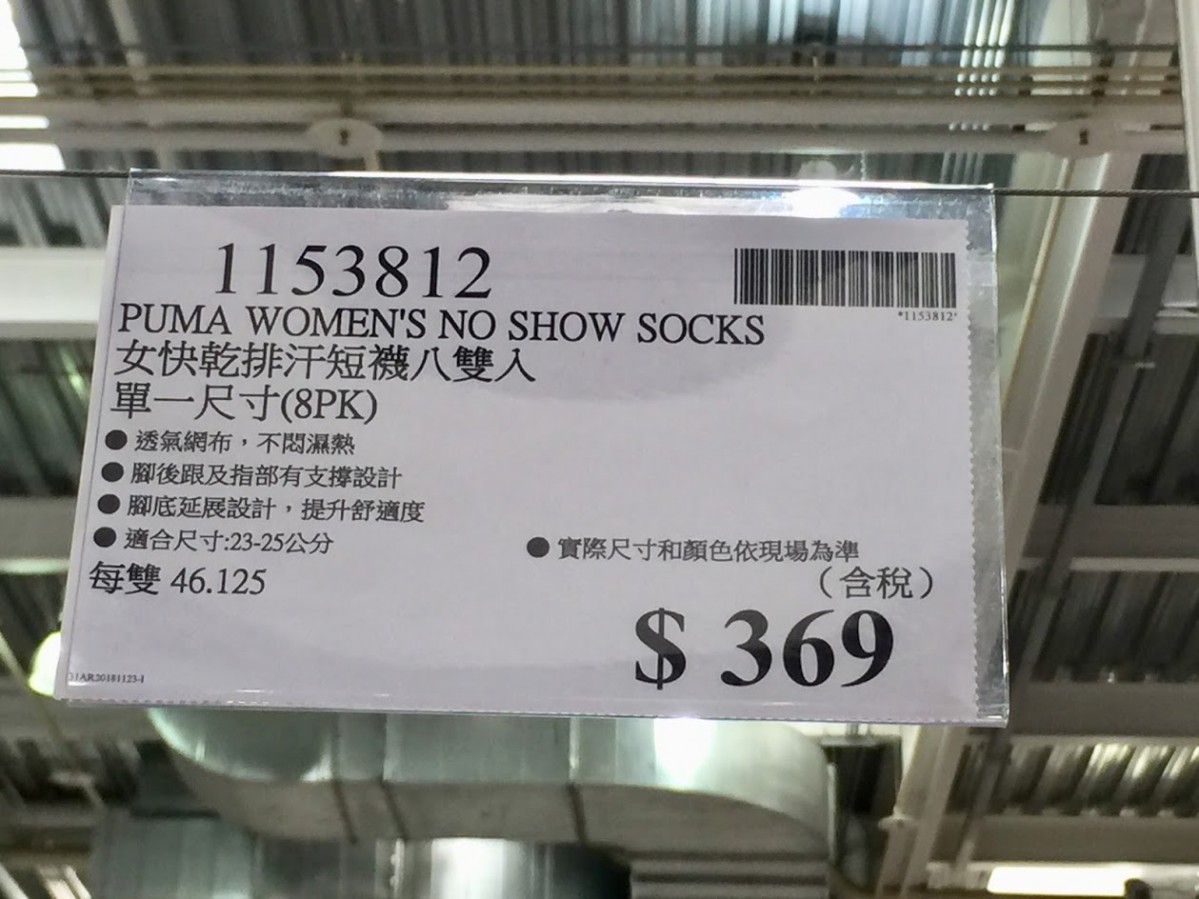 1153812
*1153812*
PUMA WOMEN'S NO SHOW SOCKS
女快乾排汗短襪八雙入
單一尺寸(8PK)
● 透氣網布，不悶濕熱
● 腳後跟及指部有支撐設計
● 腳底延展設計，提升舒適度
● 適合尺寸:23-25公分
● 實際尺寸和顏色依現場為準
每雙 46.125
（含稅）
$ 369